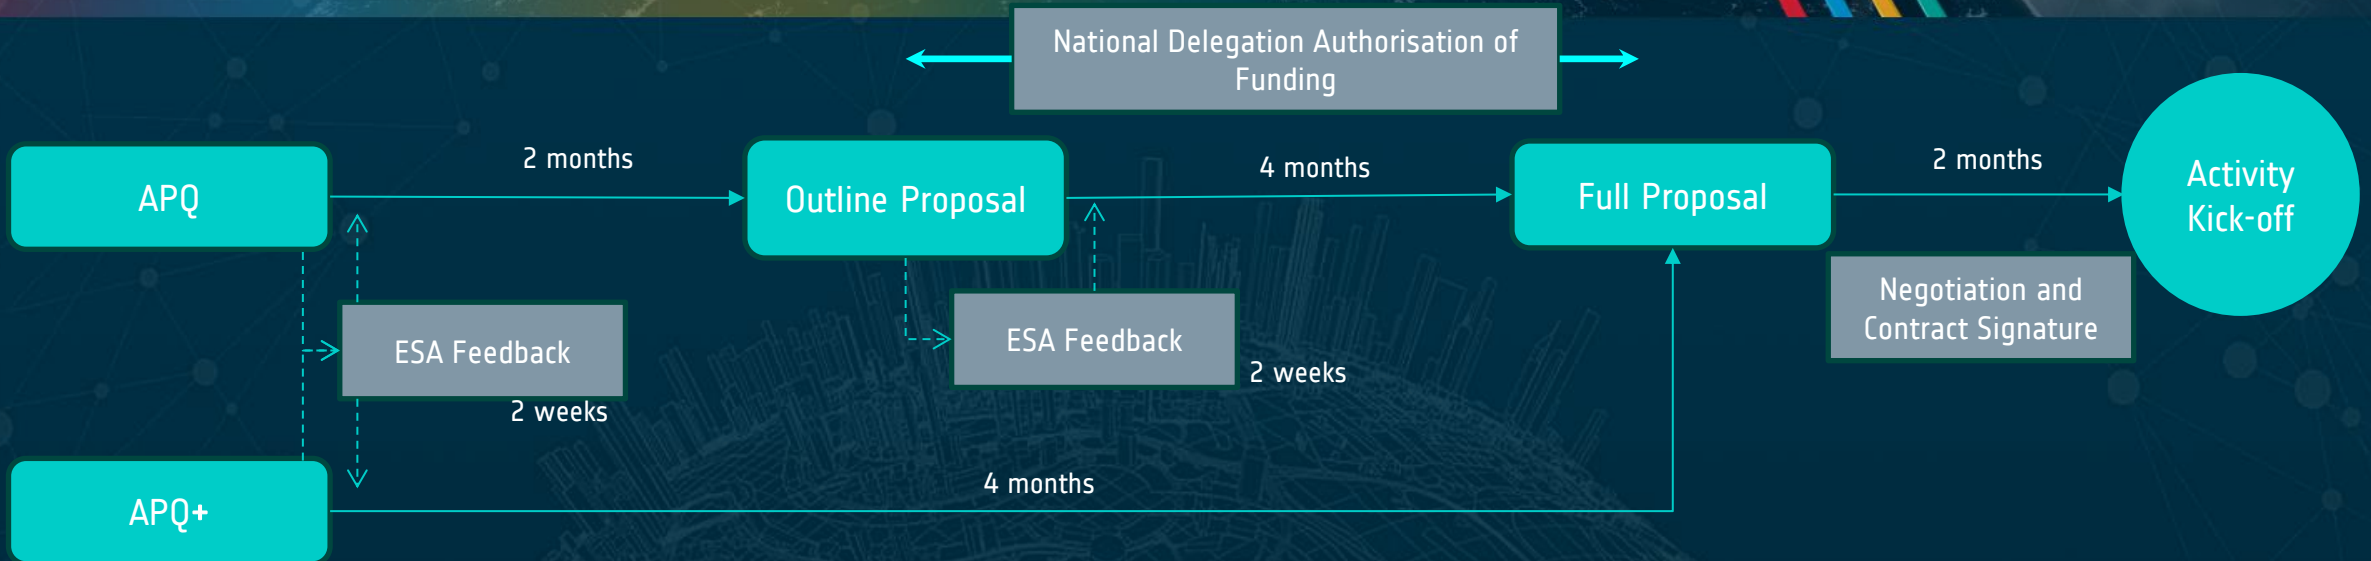 National Delegation Authorisation of
Funding
APQ
2 months
Outline Proposal
4 months
Full Proposal
2 months
Activity
Kick-off
ESA Feedback
2 weeks
ESA Feedback
2 weeks
Negotiation and
Contract Signature
APQ+
4 months